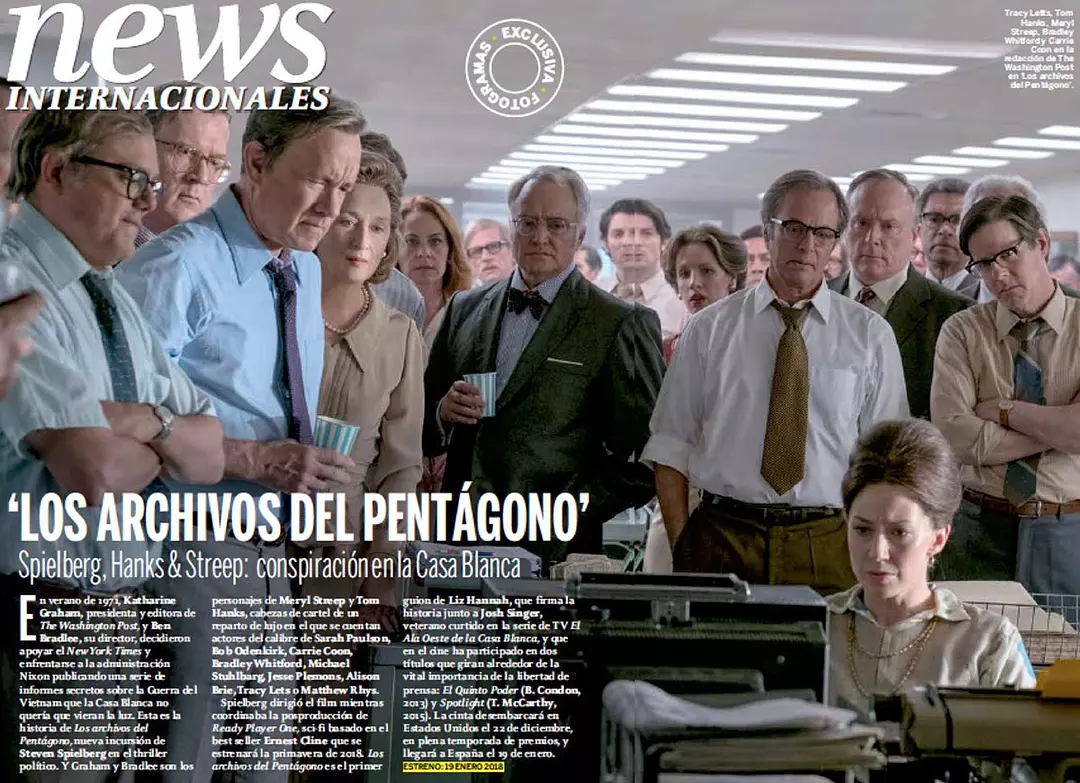 news
INTERNACIONALES
EXCLUSIVA
FOTOGRAMAS
Tracy Letts, Tom
Hanks, Meryl
Streep, Bradley
Whitford y Carrie
Coon en la
redacción de The
Washington Post
en 'Los archivos
del Pentágono'.
'LOS ARCHIVOS DEL PENTÁGONO'
Spielberg, Hanks & Streep: conspiración en la Casa Blanca
En verano de 1971, Katharine
Graham, presidenta y editora de
The Washington Post, y Ben
Bradlee, su director, decidieron
apoyar el New York Times y
enfrentarse a la administración
Nixon publicando una serie de
informes secretos sobre la Guerra del
Vietnam que la Casa Blanca no
quería que vieran la luz. Esta es la
historia de Los archivos del
Pentágono, nueva incursión de
Steven Spielberg en el thriller
político. Y Graham y Bradlee son los
personajes de Meryl Streep y Tom
Hanks, cabezas de cartel de un
reparto de lujo en el que se cuentan
actores del calibre de Sarah Paulson,
Bob Odenkirk, Carrie Coon,
Bradley Whitford, Michael
Stuhlbarg, Jesse Plemons, Alison
Brie, Tracy Lets o Matthew Rhys.
Spielberg dirigió el film mientras
coordinaba la posproducción de
Ready Player One, sci-fi basado en el
best seller Ernest Cline que se
estrenará la primavera de 2018. Los
archivos del Pentágono es el primer
guion de Liz Hannah, que firma la
historia junto a Josh Singer,
veterano curtido en la serie de TV El
Ala Oeste de la Casa Blanca, y que
en el cine ha participado en dos
títulos que giran alrededor de la
vital importancia de la libertad de
prensa: El Quinto Poder (B. Condon,
2013) y Spotlight (T. McCarthy,
2015). La cinta desembarcará en
Estados Unidos el 22 de diciembre,
en plena temporada de premios, y
llegará a España el 19 de enero.
ESTRENO: 19 ENERO 2018